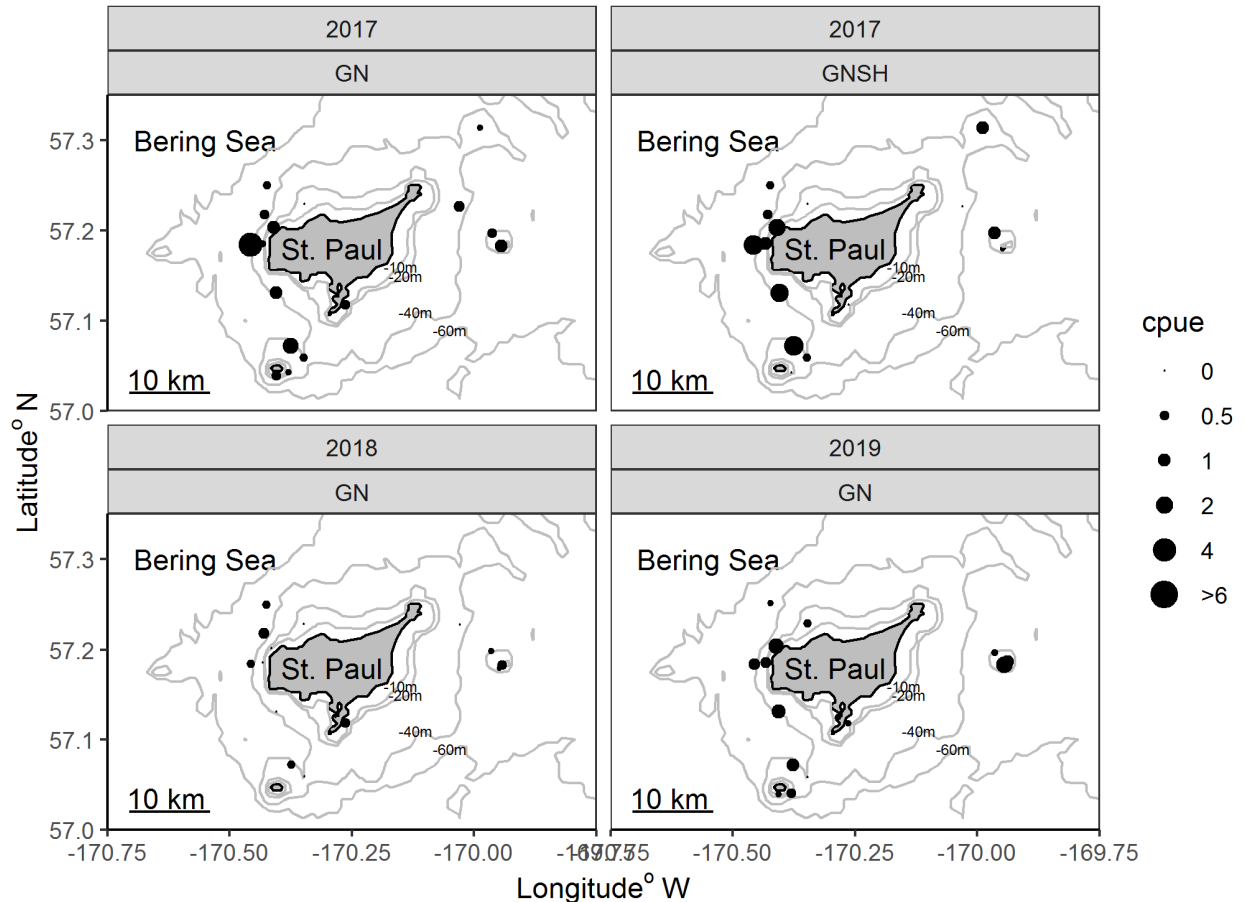 2017
GN
2017
GNSH
57.3
57.2
57.1
57.0
Bering Sea
St. Paul
-10m
-20m
-40m
-60m
10 km
Bering Sea
St. Paul
-10m
-20m
-40m
-60m
10 km
2018
GN
2019
GN
57.3
57.2
57.1
57.0
Bering Sea
St. Paul
-10m
-20m
-40m
-60m
10 km
Bering Sea
St. Paul
-10m
-20m
-40m
-60m
10 km
-170.75 -170.50 -170.25 -170.00 -169.75
-170.75 -170.50 -170.25 -170.00 -169.75
Longitude° W
Latitude° N
cpue
0
0.5
1
2
4
>6